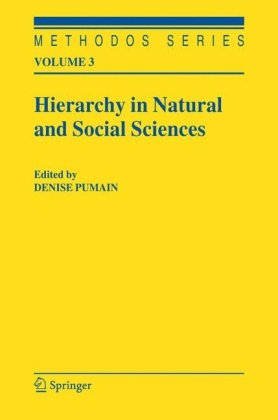 METHODOS SERIES
VOLUME 3
Hierarchy in Natural
and Social Sciences
Edited by
DENISE PUMAIN
Springer